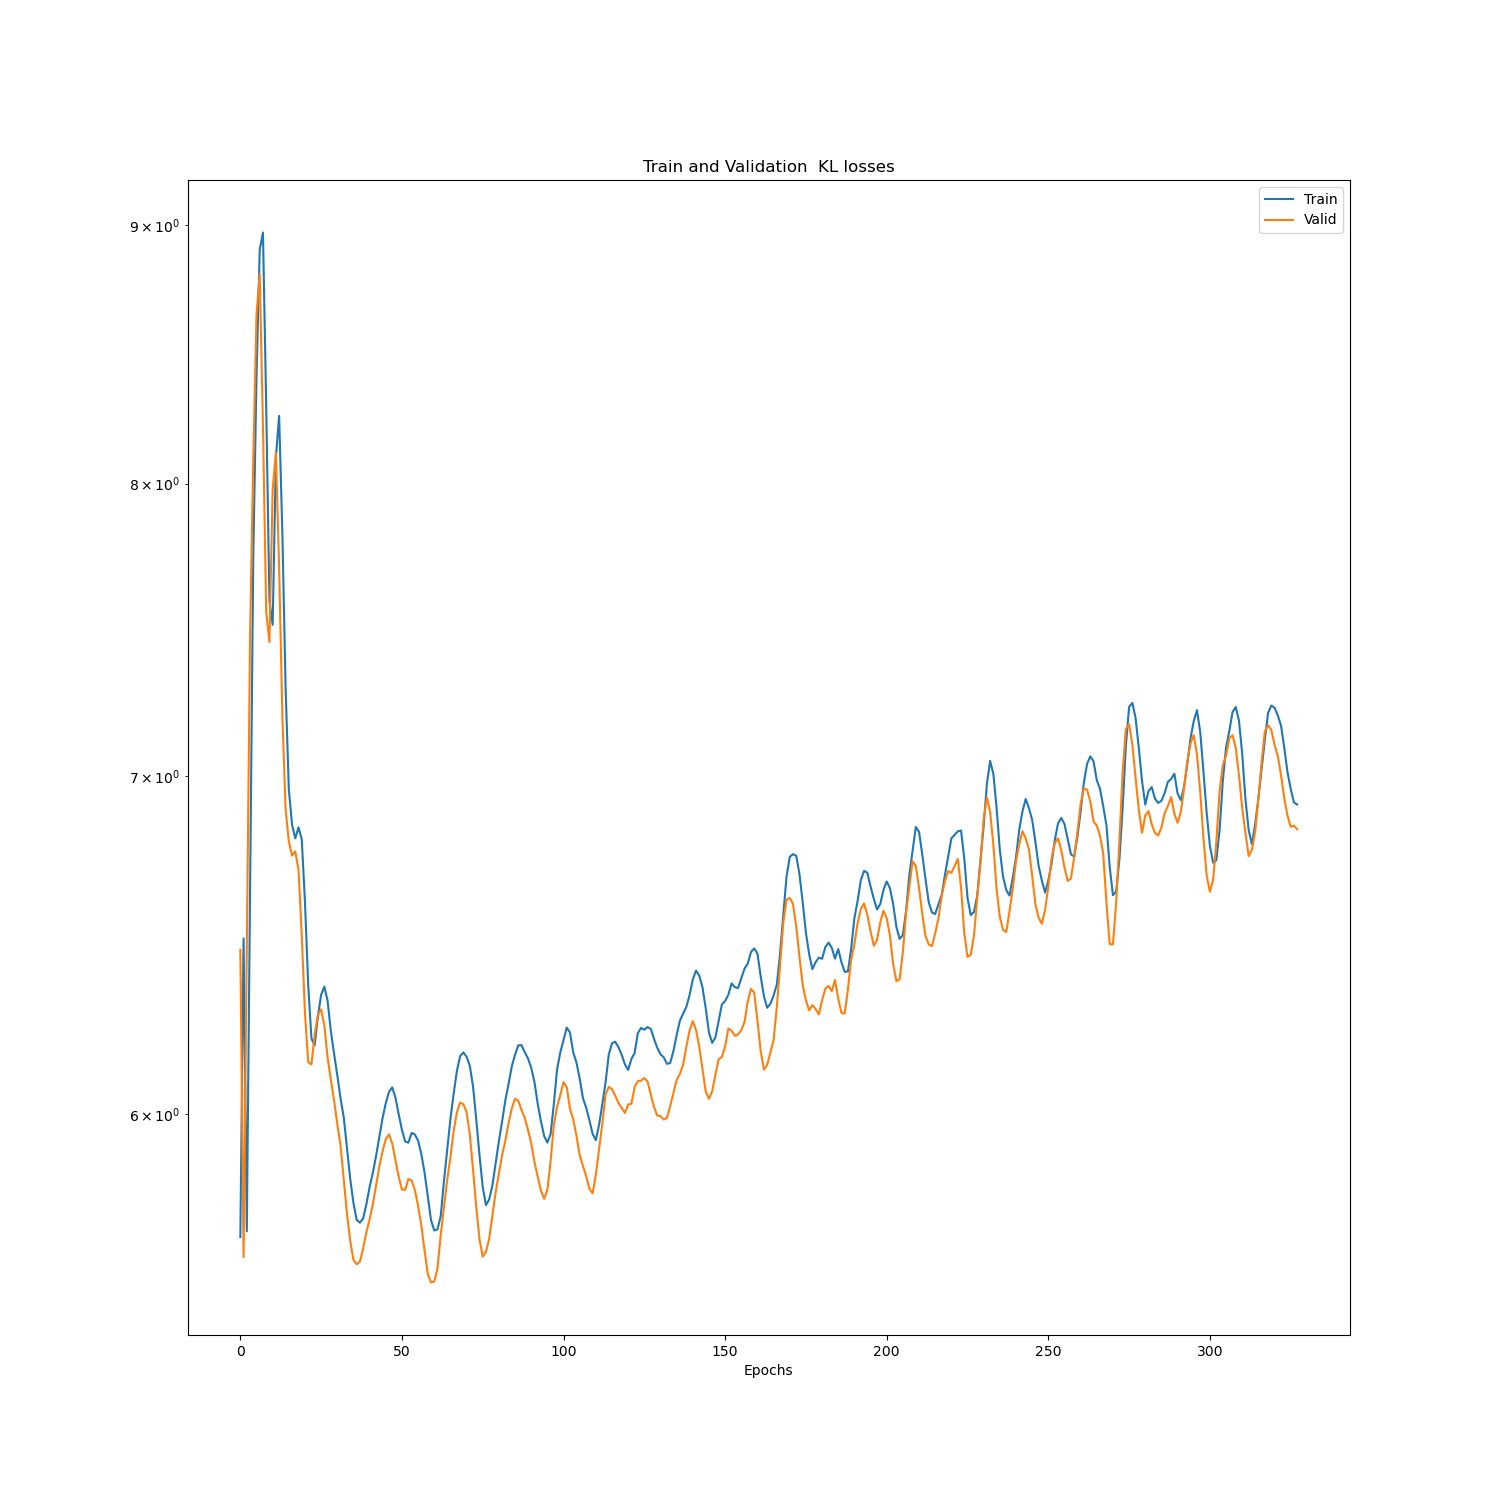 Train and Validation  KL losses
Train
Valid
9 × 10⁰
8 × 10⁰
7 × 10⁰
6 × 10⁰
0 50 100 150 200 250 300
Epochs